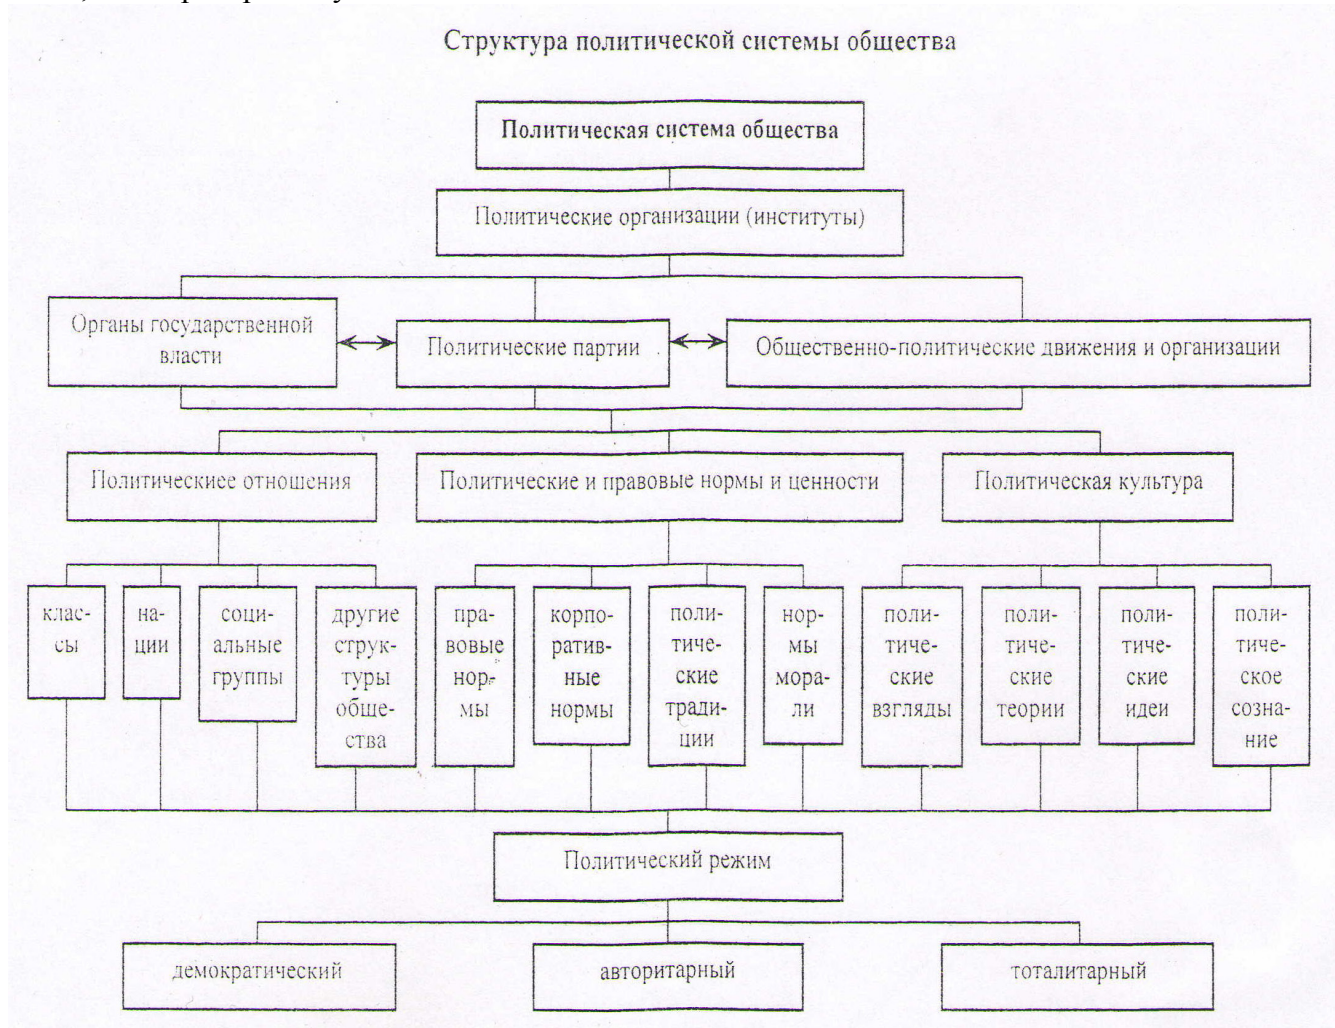 Структура политической системы общества
Политическая система общества
Политические организации (институты)
Органы государственной
власти
Политические партии
Общественно-политические движения и организации
Политическиее отношения
Политические и правовые нормы и ценности
Политическая культура
клас-
сы
на-
ции
соци-
альные
группы
другие
струк-
туры
обще-
ства
пра-
вовые
нор-
мы
корпо-
ратив-
ные
нормы
поли-
тиче-
ские
тради-
ции
нор-
мы
мора-
ли
поли-
тиче-
ские
взгляды
поли-
тиче-
ские
теории
поли-
тиче-
ские
идеи
поли-
тиче-
ское
созна-
ние
Политический режим
демократический
авторитарный
тоталитарный